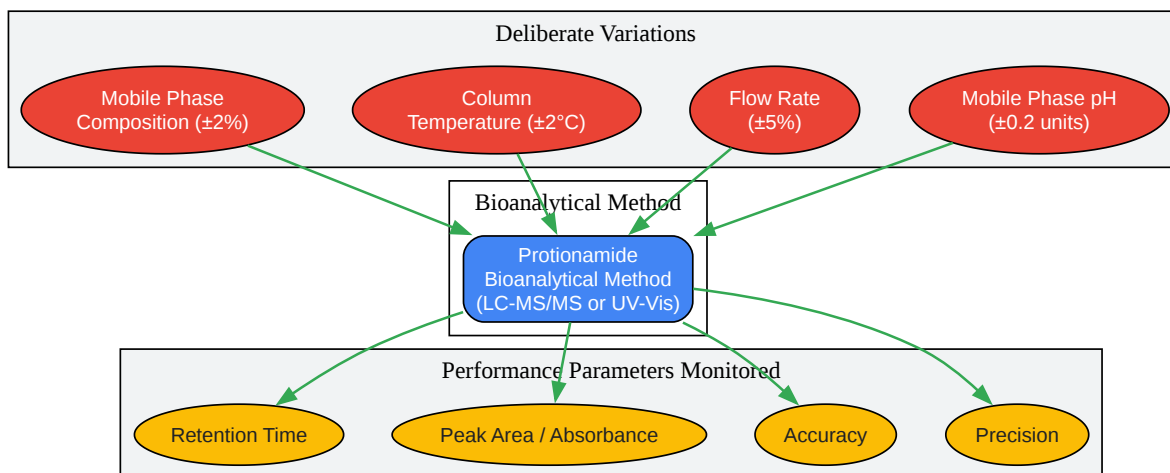 Deliberate Variations
Mobile Phase
Composition (±2%)
Column
Temperature (±2°C)
Flow Rate
(±5%)
Mobile Phase pH
(±0.2 units)
Bioanalytical Method
Protionamide
Bioanalytical Method
(LC-MS/MS or UV-Vis)
Performance Parameters Monitored
Retention Time
Peak Area / Absorbance
Accuracy
Precision